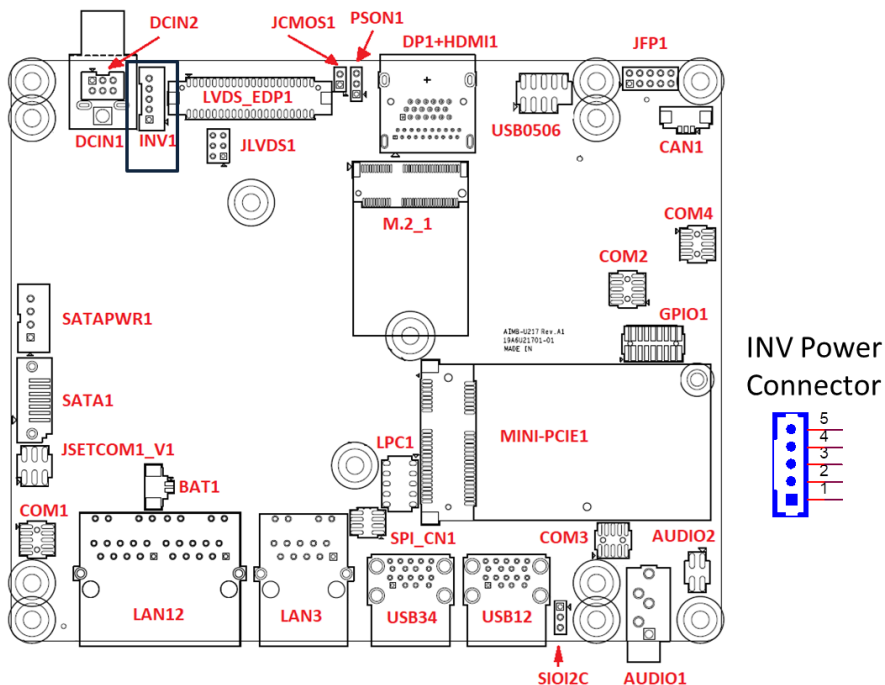 DCIN2
JCMOS1
PSON1
DP1+HDMI1
JFP1
LVDS_EDP1
DCIN1
INV1
JLVDS1
USB0506
CAN1
M.2_1
COM4
COM2
GPIO1
SATAPWR1
AIMB-U217 Rev.A1
19A6U21701-01
MADE IN
INV Power
Connector
SATA1
MINI-PCIE1
5
4
3
2
1
JSETCOM1_V1
LPC1
BAT1
COM1
SPI_CN1
COM3
AUDIO2
LAN12
LAN3
USB34
USB12
SIOI2C
AUDIO1